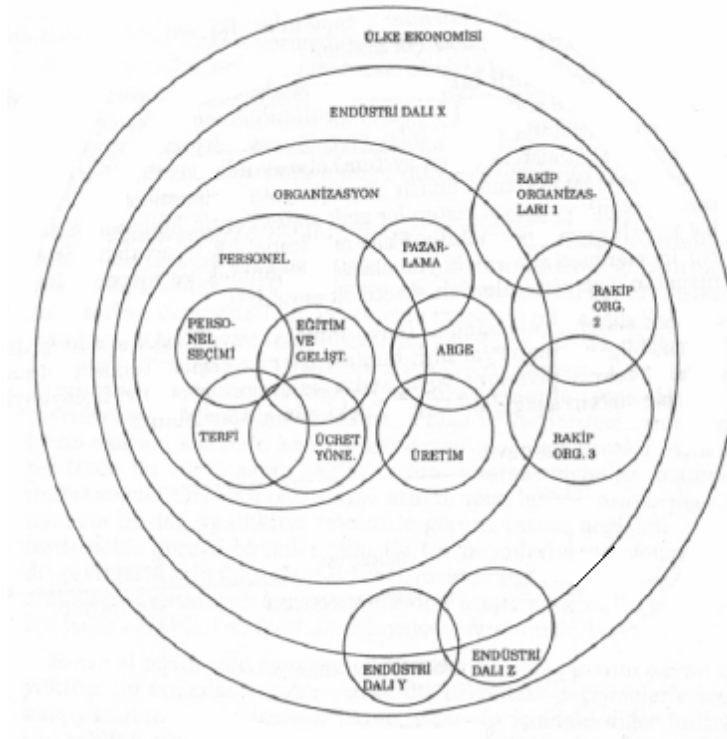 ÜLKE EKONOMİSİ
ENDÜSTRİ DALI X
ORGANİZASYON
RAKİP
ORGANİZAS-
LARI 1
PERSONEL
PAZAR-
LAMA
RAKİP
ORG.
2
PERSO-
NEL
SEÇİMİ
EĞİTİM
VE
GELİŞT.
ARGE
TERFİ
ÜCRET
YÖNE.
ÜRETİM
RAKİP
ORG. 3
ENDÜSTRİ
DALI Y
ENDÜSTRİ
DALI Z